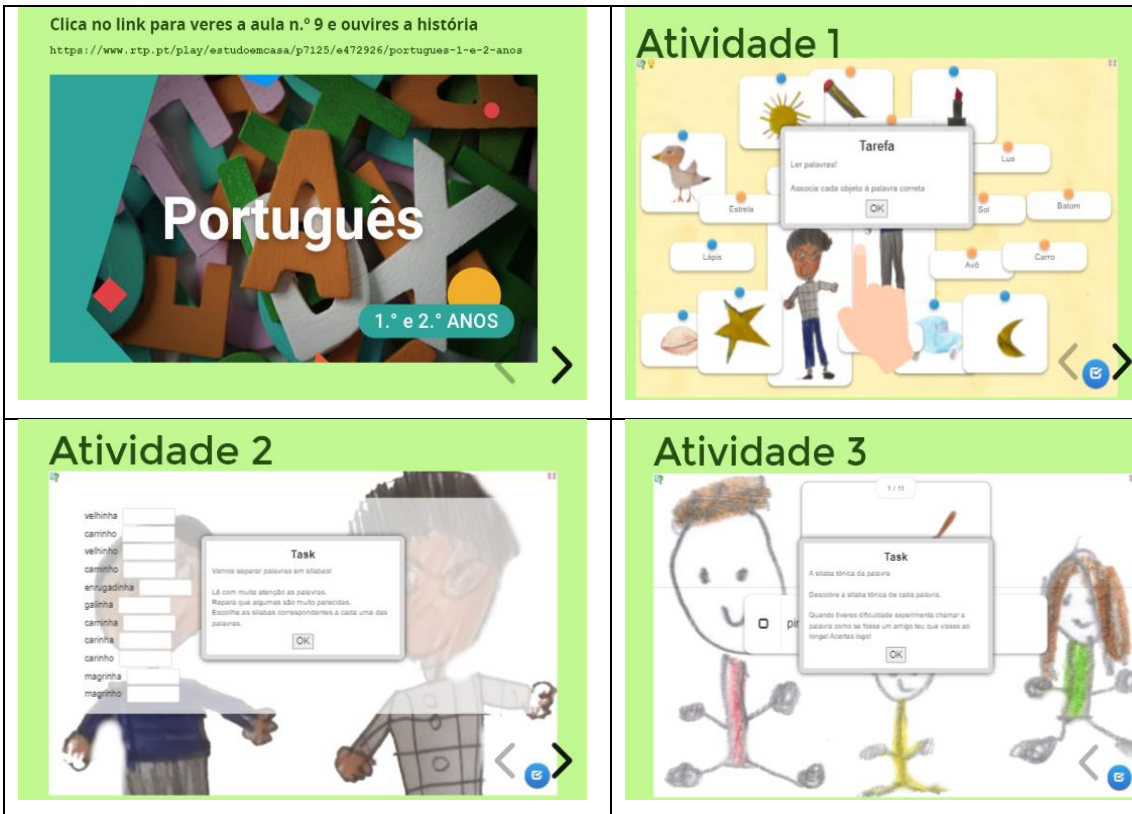 Clica no link para veres a aula n.º 9 e ouvires a história
https://www.rtp.pt/play/estudoemcasa/p7125/e472926/portugues-1-e-2-anos
Português
1.º e 2.º ANOS
Atividade 1
Tarefa
Ler palavras!
Associa cada objeto à palavra correta
OK
Lua
Estrela
Sol
Batom
Lápis
Avô
Carro
Atividade 2
velhinha
carrinho
velhinho
caminho
enrugadinha
galinha
caminha
carinha
carinho
magrinha
magrinho
Task
Vamos separar palavras em sílabas!
Lê com muita atenção as palavras.
Repara que algumas são muito parecidas.
Escolhe as sílabas correspondentes a cada uma das
palavras.
OK
Atividade 3
1 / 11
Task
A sílaba tónica da palavra
Descobre a sílaba tónica de cada palavra.
Quando tiveres dificuldade experimenta chamar a
palavra como se fosse um amigo teu que visses ao
longe! Acertas logo!
OK